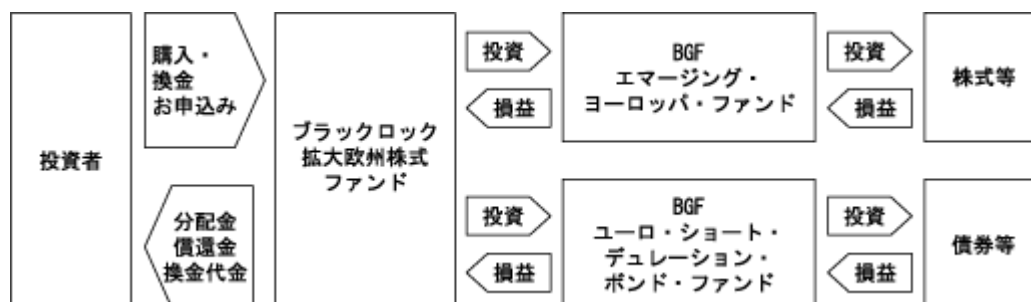 投資者
購入・
換金
お申込み
分配金
償還金
換金代金
ブラックロック
拡大欧州株式
ファンド
投資
損益
BGF
エマージング・
ヨーロッパ・ファンド
投資
損益
株式等
投資
損益
BGF
ユーロ・ショート・
デュレーション・
ボンド・ファンド
投資
損益
債券等